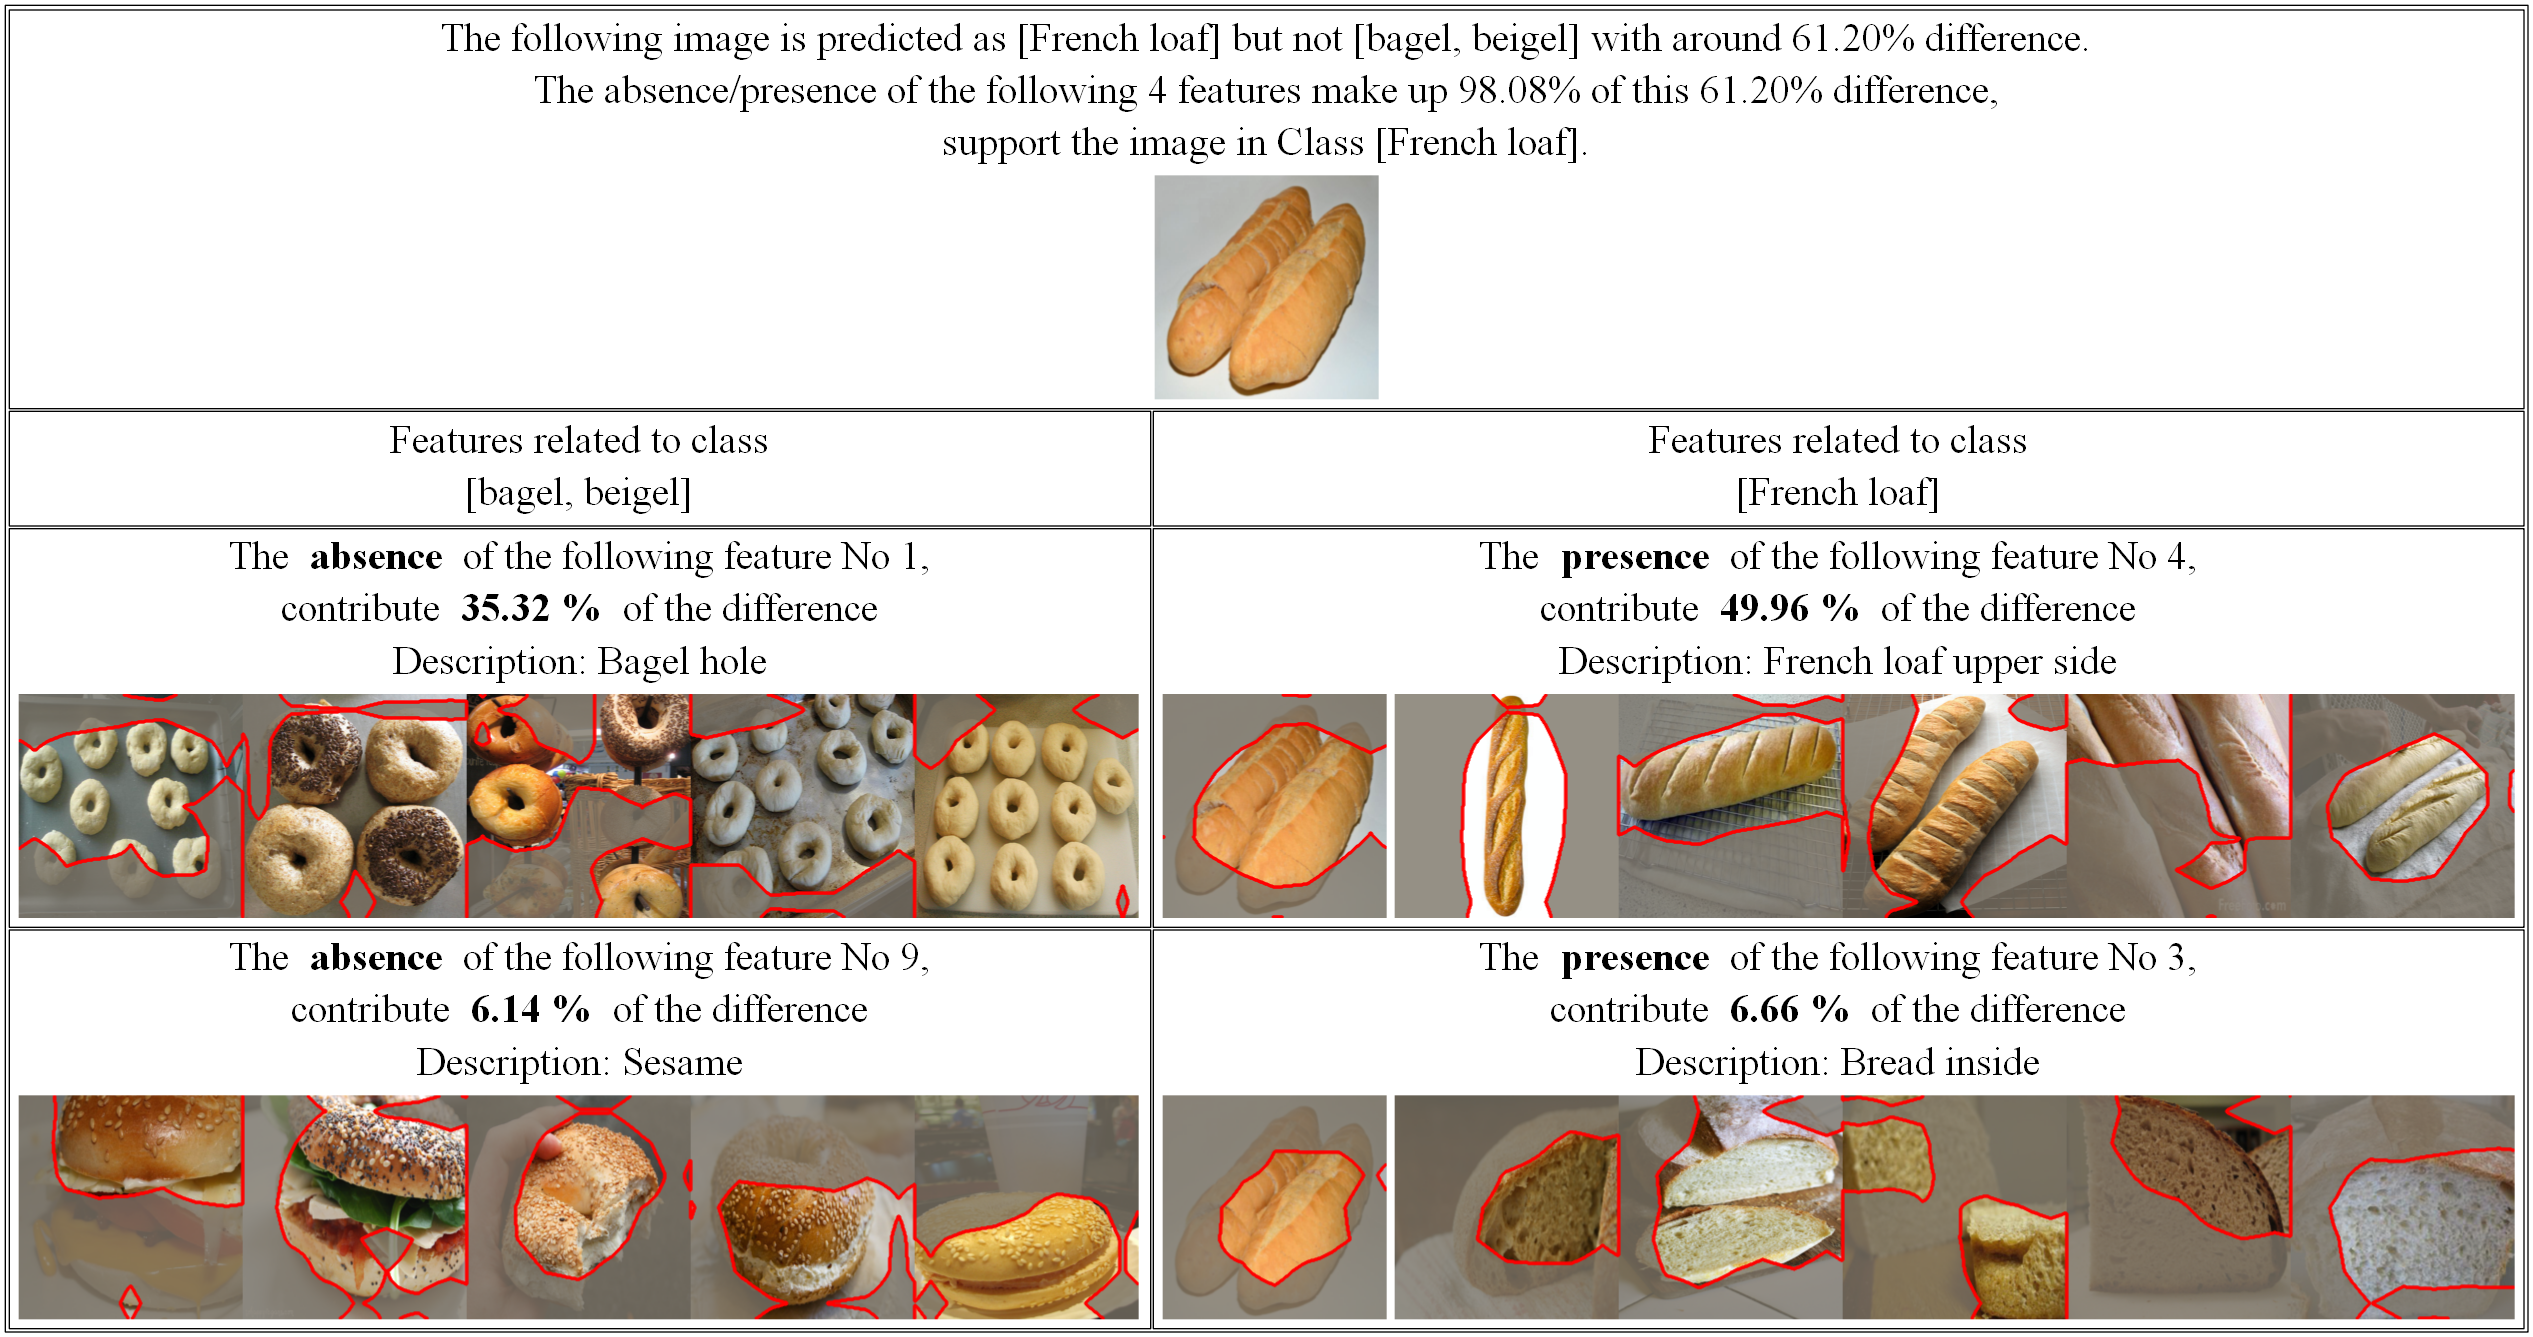 The following image is predicted as [French loaf] but not [bagel, beigel] with around 61.20% difference.
The absence/presence of the following 4 features make up 98.08% of this 61.20% difference,
support the image in Class [French loaf].
Features related to class
[bagel, beigel]
Features related to class
[French loaf]
The absence of the following feature No 1,
contribute 35.32 % of the difference
Description: Bagel hole
The presence of the following feature No 4,
contribute 49.96 % of the difference
Description: French loaf upper side
The absence of the following feature No 9,
contribute 6.14 % of the difference
Description: Sesame
The presence of the following feature No 3,
contribute 6.66 % of the difference
Description: Bread inside